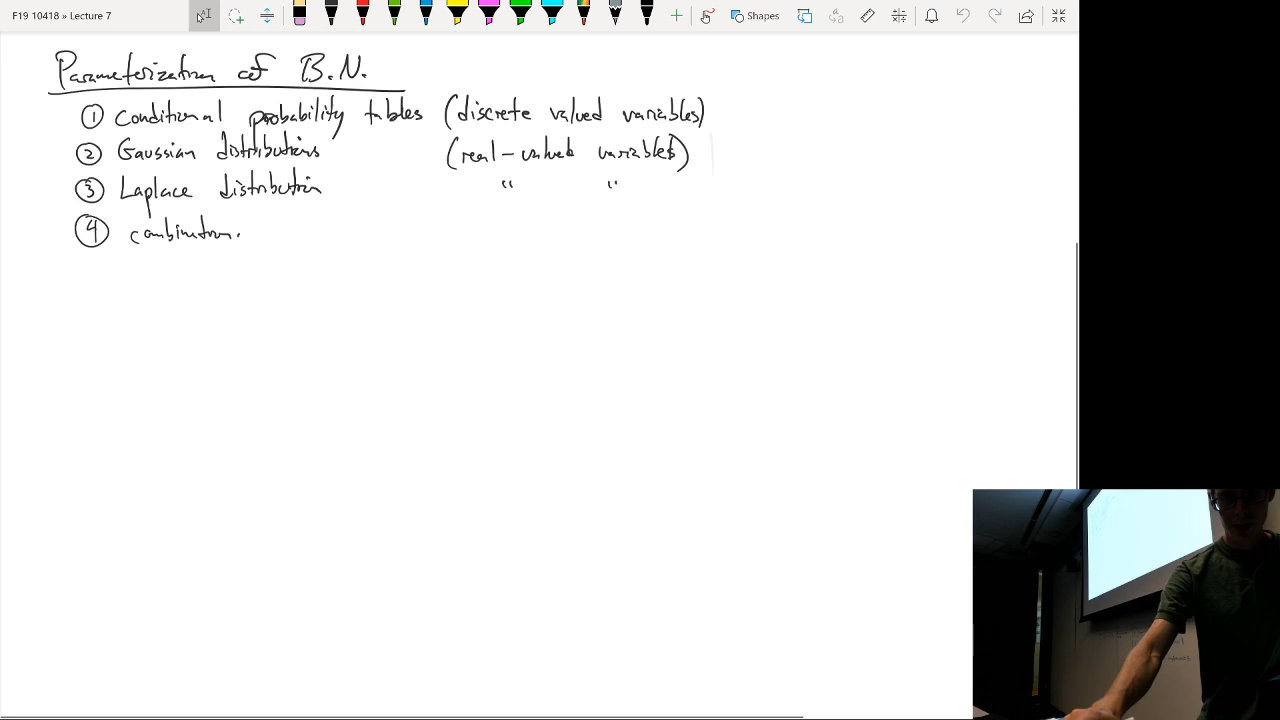 F19 10418 » Lecture 7
Shapes
Parameterization of B.N.
① Conditional probability tables (discrete valued variables)
② Gaussian distributions (real-valued variables)
③ Laplace distribution " "
④ combination.